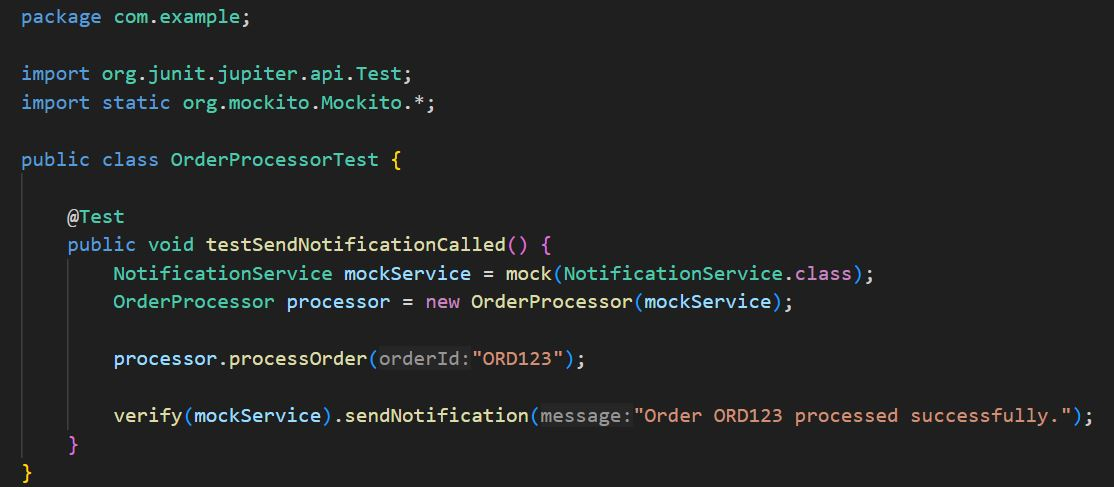 package com.example;
import org.junit.jupiter.api.Test;
import static org.mockito.Mockito.*;
public class OrderProcessorTest {
@Test
public void testSendNotificationCalled() {
NotificationService mockService = mock(NotificationService.class);
OrderProcessor processor = new OrderProcessor(mockService);
processor.processOrder(orderId:"ORD123");
verify(mockService).sendNotification(message:"Order ORD123 processed successfully.");
}
}